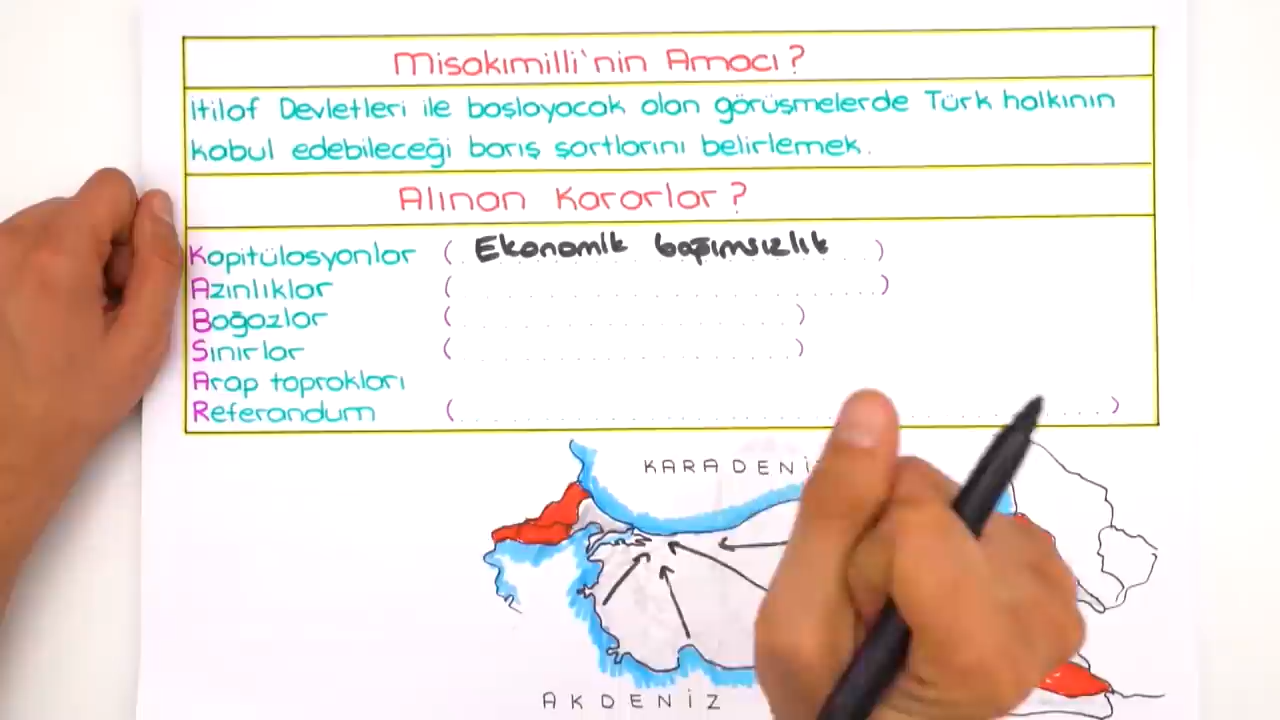 Misakımilli'nin Amacı?
İtilaf Devletleri ile başlayacak olan görüşmelerde Türk halkının
kabul edebileceği barış şartlarını belirlemek.
Alınan Kararlar?
Kapitülasyonlar (. Ekonomik bağımsızlık . .)
Azınlıklar (....................)
Boğazlar (....................)
Sınırlar (....................)
Arap toprakları
Referandum (....................)
KARADENİ
AKDENİZ